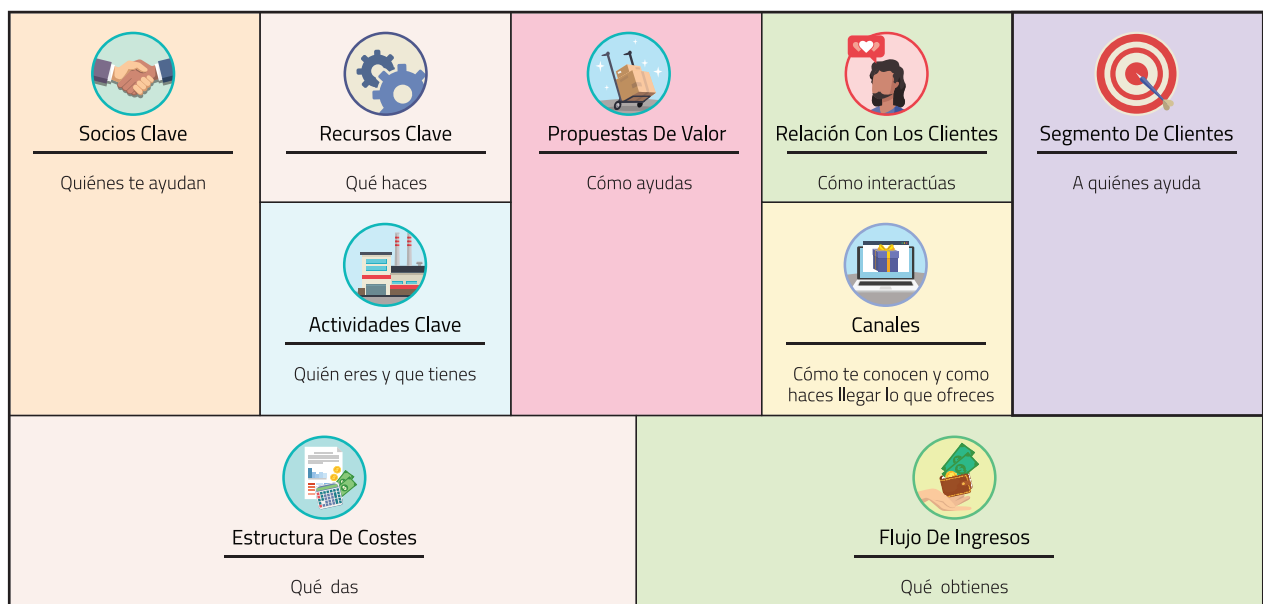 Socios Clave
Quiénes te ayudan
Recursos Clave
Qué haces
Actividades Clave
Quién eres y que tienes
Propuestas De Valor
Cómo ayudas
Relación Con Los Clientes
Cómo interactúas
Canales
Cómo te conocen y como
haces llegar lo que ofreces
Segmento De Clientes
A quiénes ayuda
Estructura De Costes
Qué das
Flujo De Ingresos
Qué obtienes